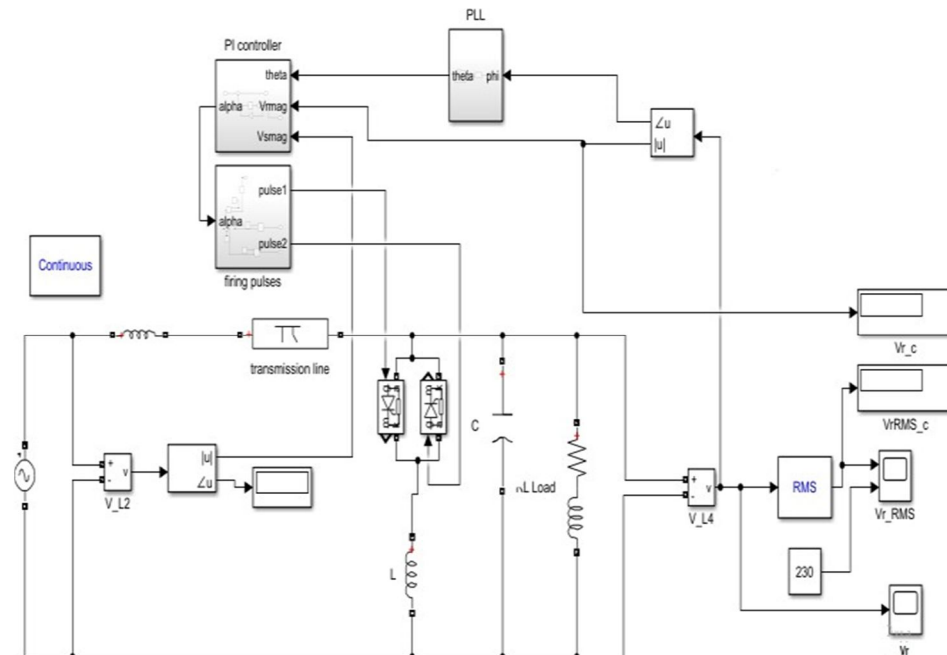 PLL
PI controller
theta
alpha
Vrmag
Vsmag
theta
phi
∠u
|u|
alpha
pulse1
pulse2
firing pulses
Continuous
transmission line
Vr_c
VrRMS_c
C
Load
+
-
v
V_L2
|u|
∠u
+
-
v
V_L4
RMS
Vr_RMS
230
L
Vr